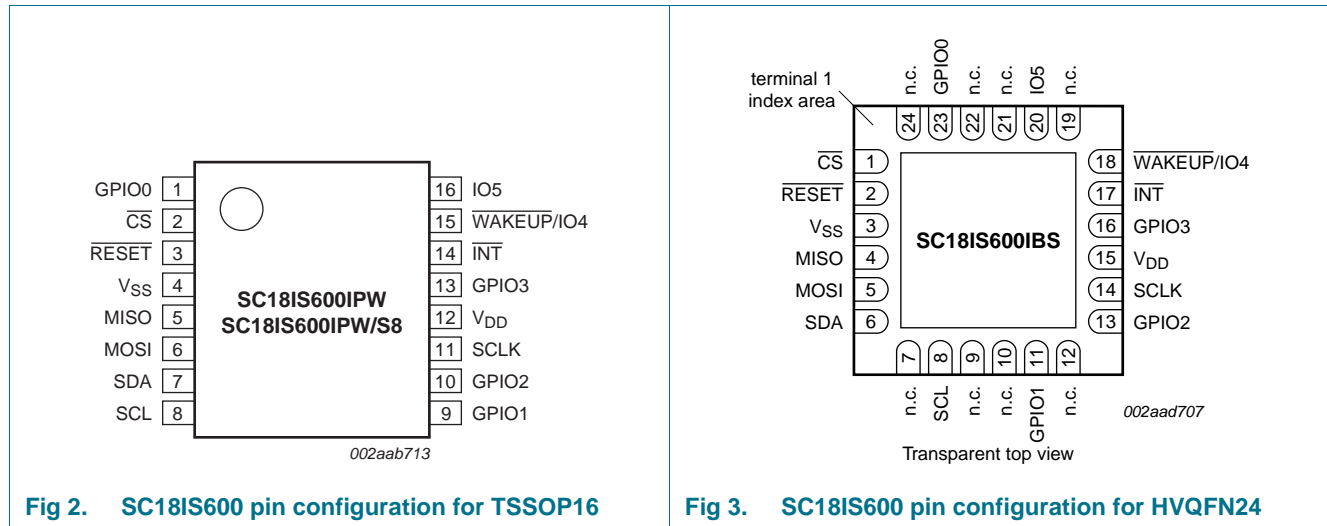 GPIO0 1
CS 2
RESET 3
VSS 4
MISO 5
MOSI 6
SDA 7
SCL 8
SC18IS600IPW
SC18IS600IPW/S8
16 IO5
15 WAKEUP/IO4
14 INT
13 GPIO3
12 VDD
11 SCLK
10 GPIO2
9 GPIO1
002aab713
Fig 2. SC18IS600 pin configuration for TSSOP16
terminal 1
index area
n.c. GPIO0 n.c. n.c. IO5 n.c.
24 23 22 21 20 19
CS 1
RESET 2
VSS 3
MISO 4
MOSI 5
SDA 6
SC18IS600IBS
18 WAKEUP/IO4
17 INT
16 GPIO3
15 VDD
14 SCLK
13 GPIO2
7 8 9 10 11 12
n.c. SCL n.c. n.c. GPIO1 n.c.
002aad707
Transparent top view
Fig 3. SC18IS600 pin configuration for HVQFN24